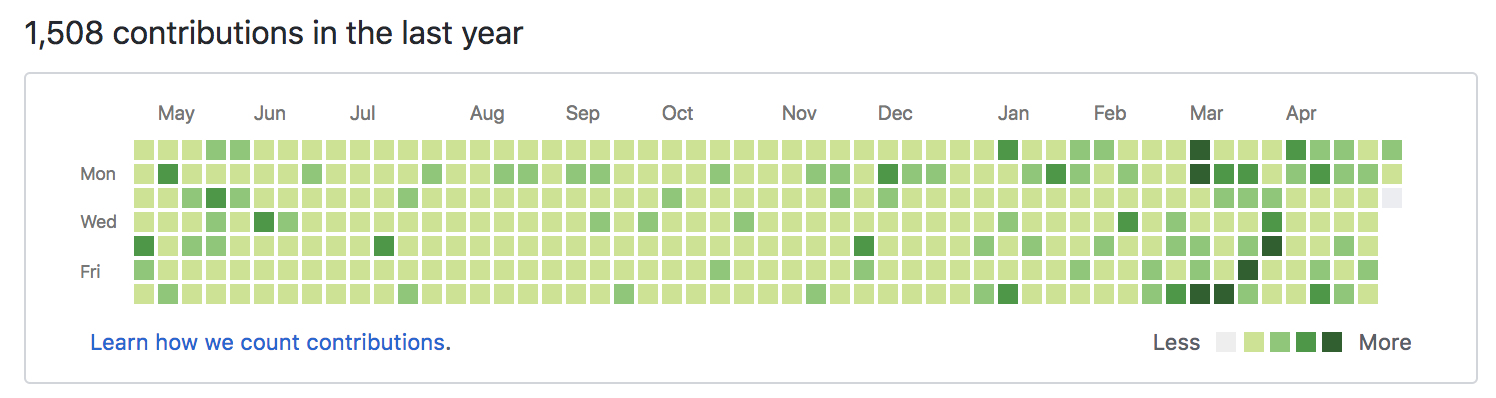 1,508 contributions in the last year
May Jun Jul Aug Sep Oct Nov Dec Jan Feb Mar Apr
Mon
Wed
Fri
Learn how we count contributions.
Less More